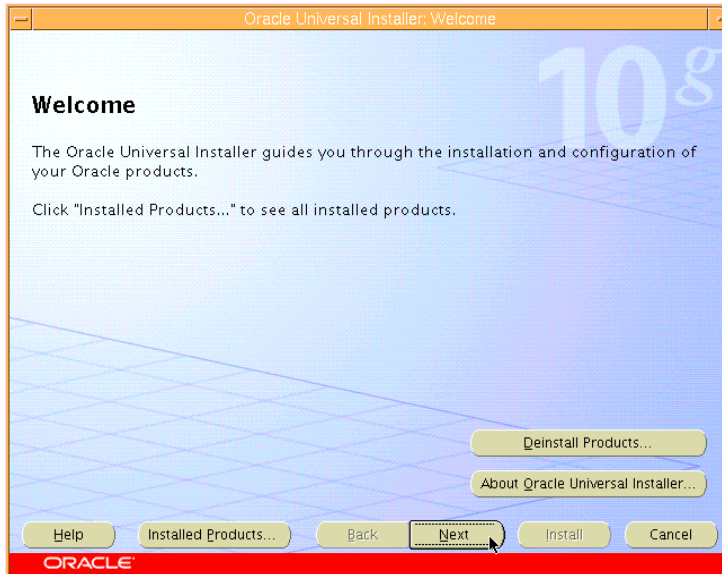 Oracle Universal Installer: Welcome
10g
Welcome
The Oracle Universal Installer guides you through the installation and configuration of
your Oracle products.
Click "Installed Products..." to see all installed products.
Deinstall Products...
About Oracle Universal Installer...
Help Installed Products... Back Next Install Cancel
ORACLE